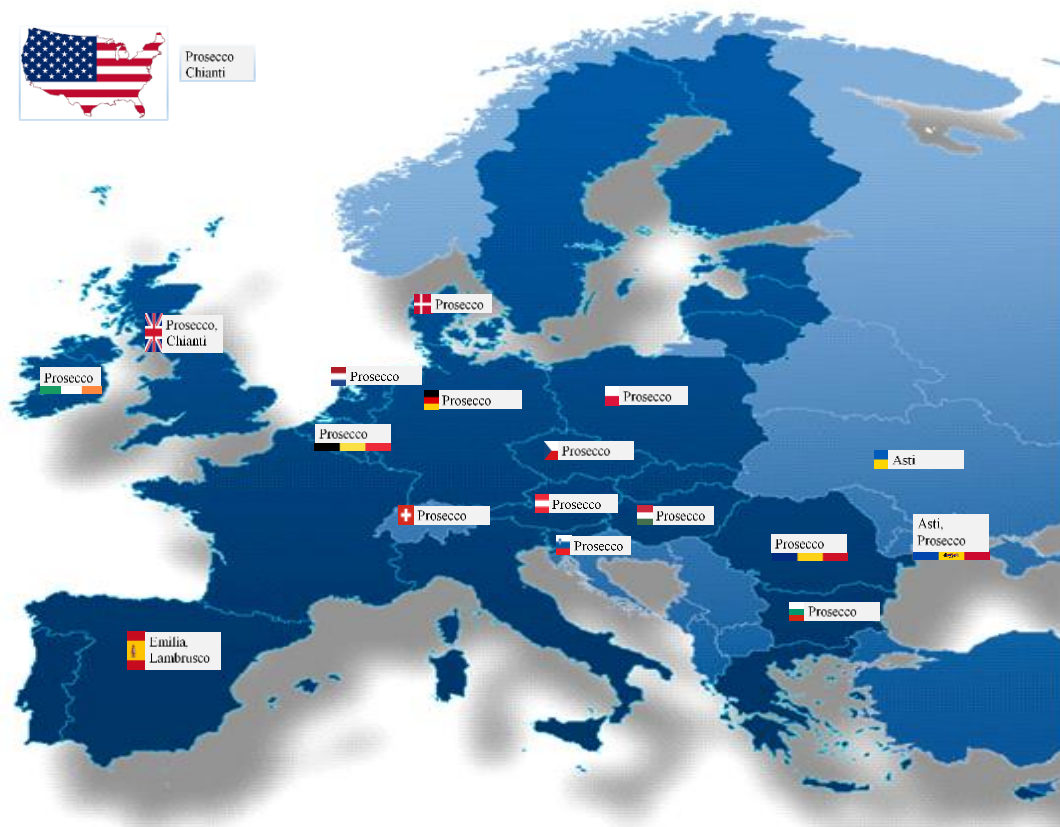 Prosecco
Chianti
Prosecco
Prosecco,
Chianti
Prosecco
Prosecco
Prosecco
Prosecco
Prosecco
Prosecco
Asti
Prosecco
Prosecco
Prosecco
Asti,
Prosecco
Prosecco
Prosecco
Prosecco
Emilia,
Lambrusco